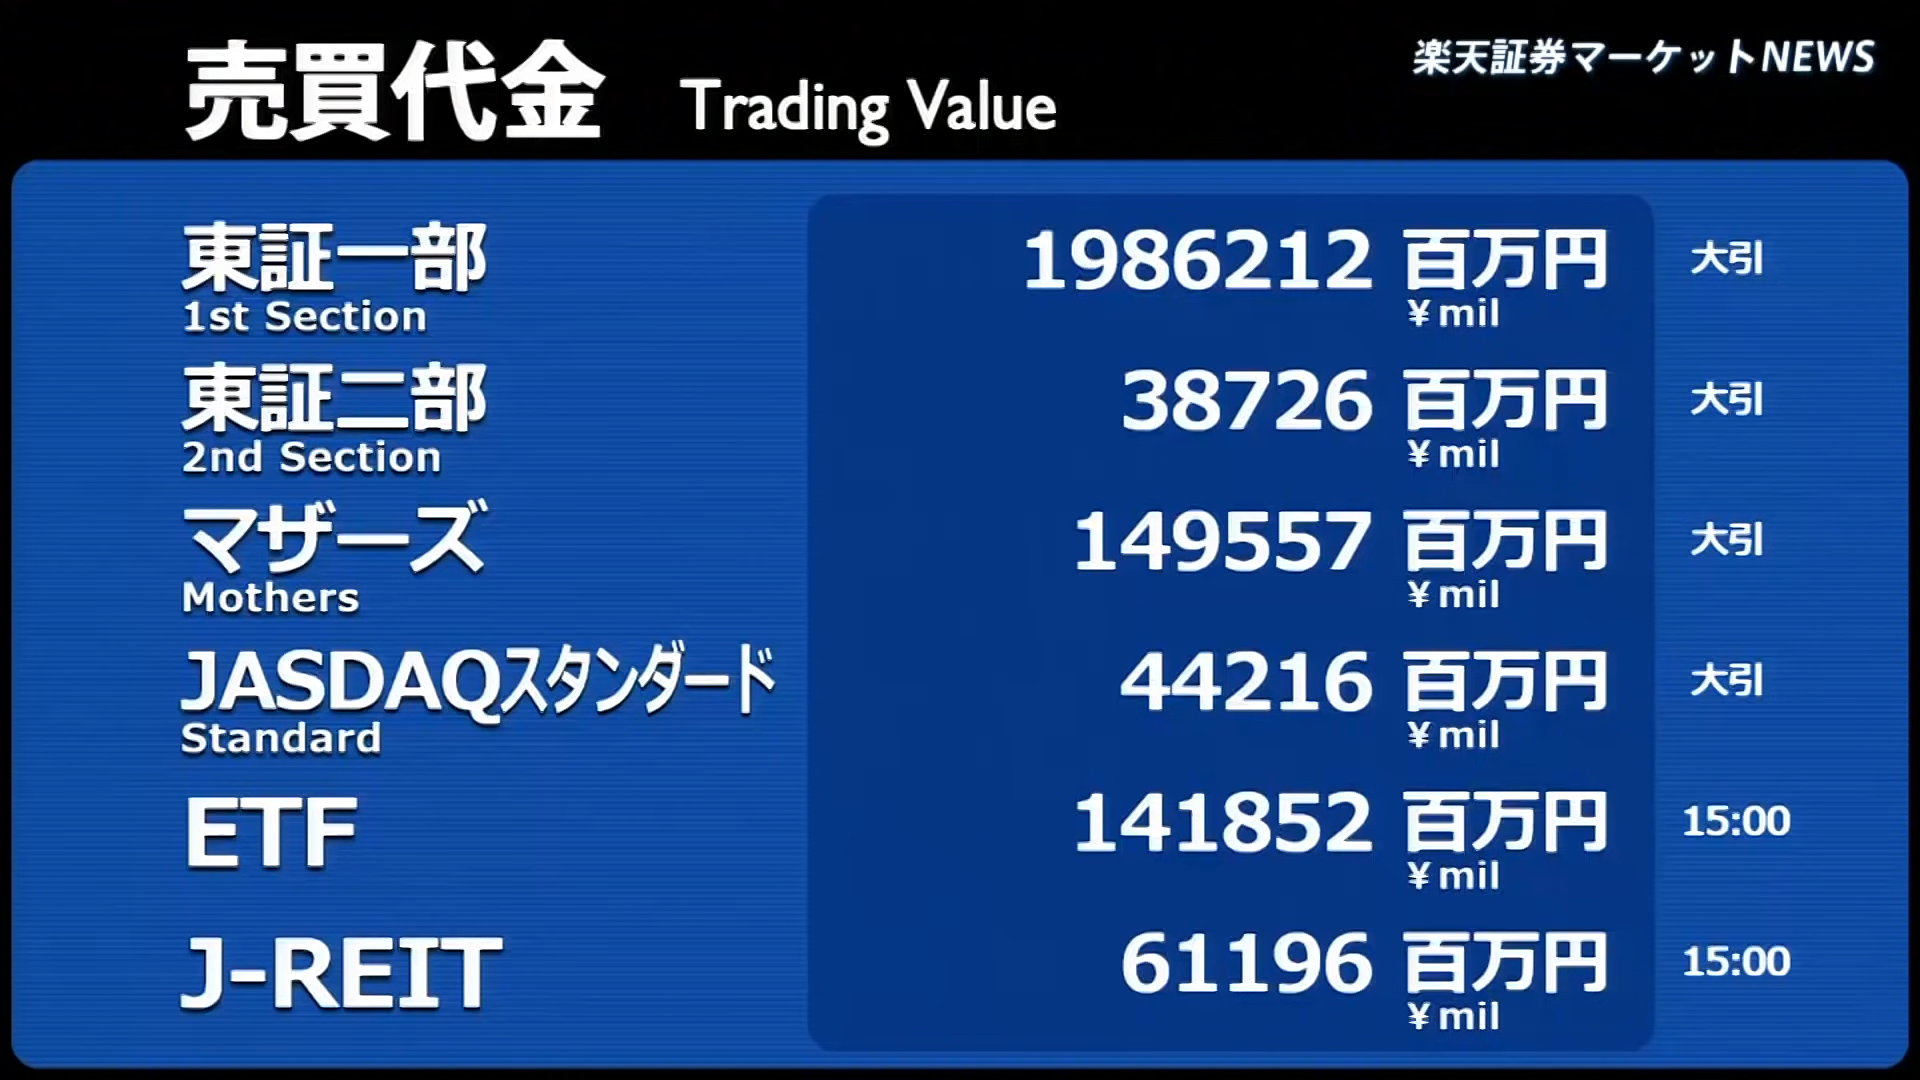 売買代金 Trading Value
楽天証券マーケットNEWS
東証一部 1986212 百万円 大引
1st Section ¥mil
東証二部 38726 百万円 大引
2nd Section ¥mil
マザーズ 149557 百万円 大引
Mothers ¥mil
JASDAQスタンダード 44216 百万円 大引
Standard ¥mil
ETF 141852 百万円 15:00
¥mil
J-REIT 61196 百万円 15:00
¥mil